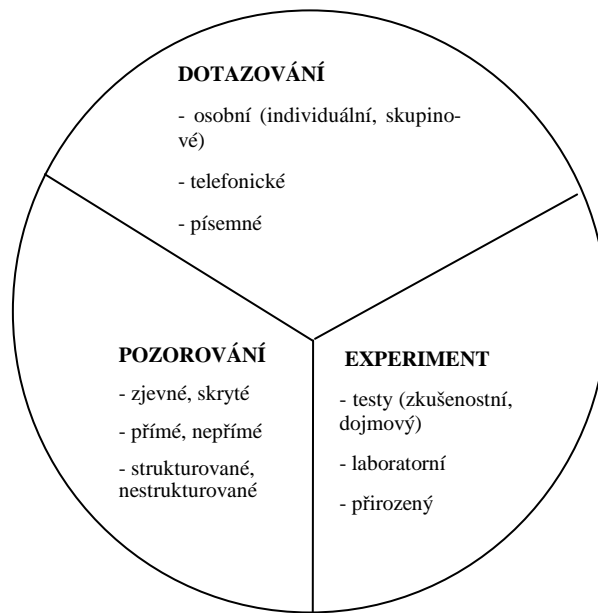 DOTAZOVÁNÍ
- osobní (individuální, skupino-
vé)
- telefonické
- písemné
POZOROVÁNÍ
- zjevné, skryté
- přímé, nepřímé
- strukturované,
nestrukturované
EXPERIMENT
- testy (zkušenostní,
dojmový)
- laboratorní
- přirozený